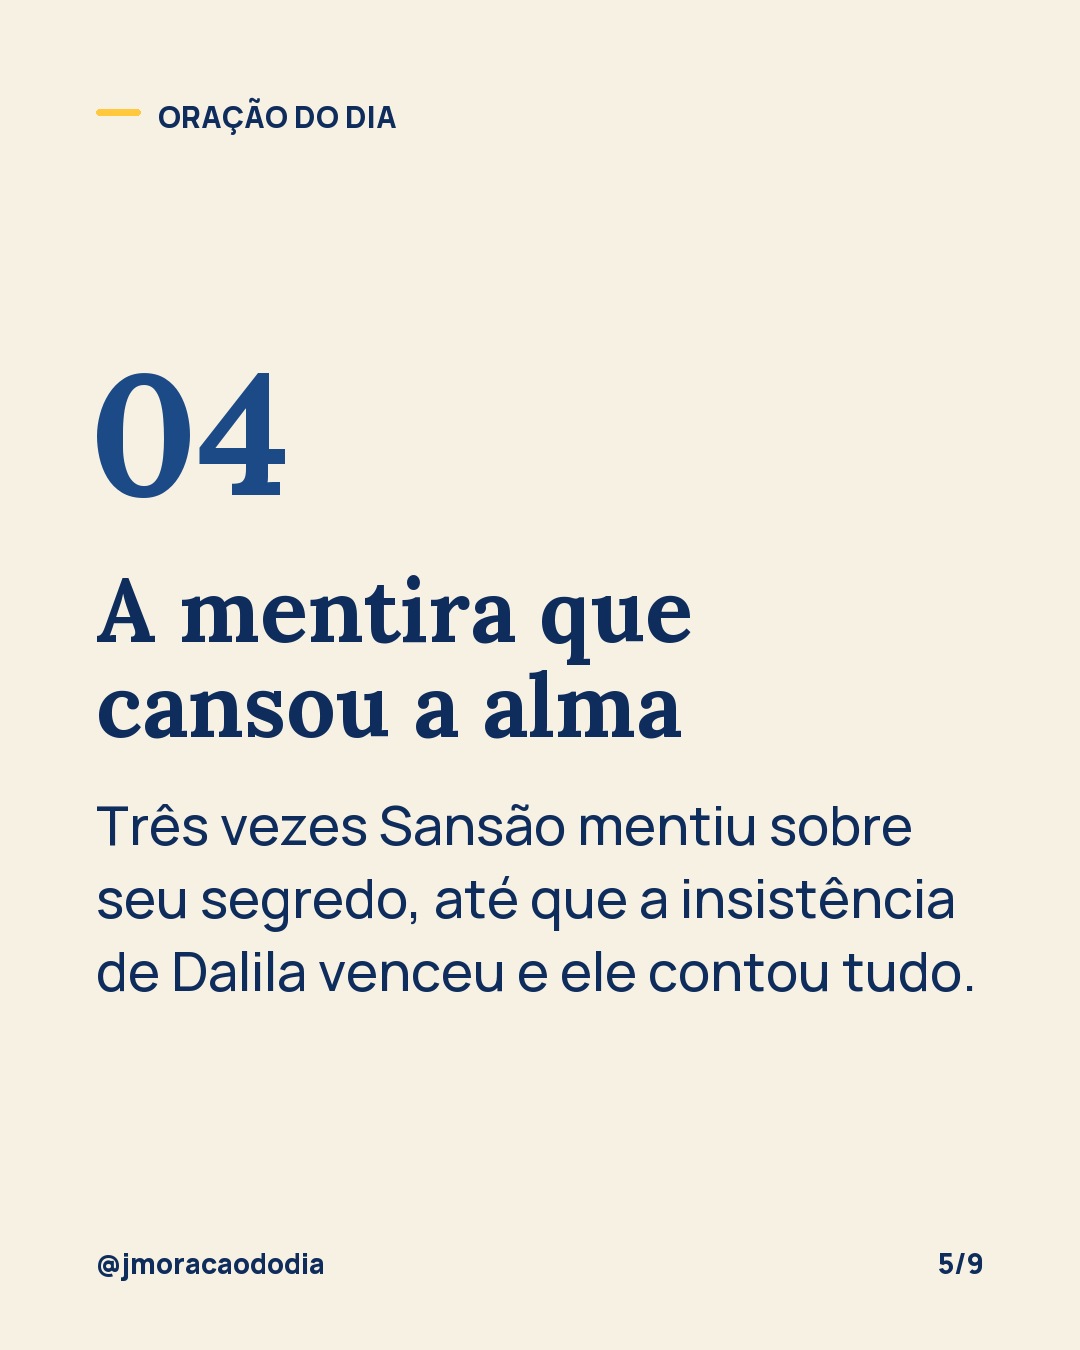 ORAÇÃO DO DIA
04
A mentira que
cansou a alma
Três vezes Sansão mentiu sobre
seu segredo, até que a insistência
de Dalila venceu e ele contou tudo.
@jmoracaododia
5/9